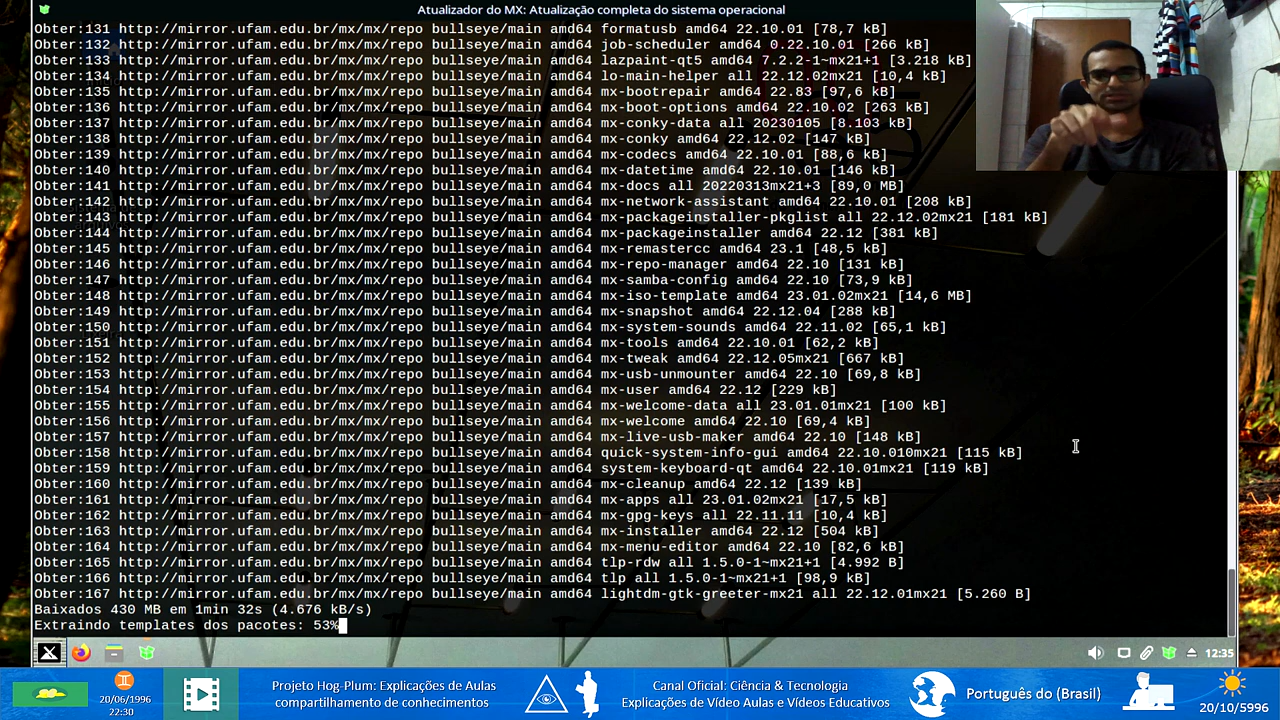 Atualizador do MX: Atualização completa do sistema operacional
Obter:131 http://mirror.ufam.edu.br/mx/mx/repo bullseye/main amd64 formatusb amd64 22.10.01 [78,7 kB]
Obter:132 http://mirror.ufam.edu.br/mx/mx/repo bullseye/main amd64 job-scheduler amd64 0.22.10.01 [266 kB]
Obter:133 http://mirror.ufam.edu.br/mx/mx/repo bullseye/main amd64 lazpaint-qt5 amd64 7.2.2-1~mx21+1 [3.218 kB]
Obter:134 http://mirror.ufam.edu.br/mx/mx/repo bullseye/main amd64 lo-main-helper all 22.12.02mx21 [10,4 kB]
Obter:135 http://mirror.ufam.edu.br/mx/mx/repo bullseye/main amd64 mx-bootrepair amd64 22.83 [97,6 kB]
Obter:136 http://mirror.ufam.edu.br/mx/mx/repo bullseye/main amd64 mx-boot-options amd64 22.10.02 [263 kB]
Obter:137 http://mirror.ufam.edu.br/mx/mx/repo bullseye/main amd64 mx-conky-data all 20230105 [8.103 kB]
Obter:138 http://mirror.ufam.edu.br/mx/mx/repo bullseye/main amd64 mx-conky amd64 22.12.02 [147 kB]
Obter:139 http://mirror.ufam.edu.br/mx/mx/repo bullseye/main amd64 mx-codecs amd64 22.10.01 [88,6 kB]
Obter:140 http://mirror.ufam.edu.br/mx/mx/repo bullseye/main amd64 mx-datetime amd64 22.10.01 [146 kB]
Obter:141 http://mirror.ufam.edu.br/mx/mx/repo bullseye/main amd64 mx-docs all 20220313mx21+3 [89,0 MB]
Obter:142 http://mirror.ufam.edu.br/mx/mx/repo bullseye/main amd64 mx-network-assistant amd64 22.10.01 [208 kB]
Obter:143 http://mirror.ufam.edu.br/mx/mx/repo bullseye/main amd64 mx-packageinstaller-pkglist all 22.12.02mx21 [181 kB]
Obter:144 http://mirror.ufam.edu.br/mx/mx/repo bullseye/main amd64 mx-packageinstaller amd64 22.12 [381 kB]
Obter:145 http://mirror.ufam.edu.br/mx/mx/repo bullseye/main amd64 mx-remastercc amd64 23.1 [48,5 kB]
Obter:146 http://mirror.ufam.edu.br/mx/mx/repo bullseye/main amd64 mx-repo-manager amd64 22.10 [131 kB]
Obter:147 http://mirror.ufam.edu.br/mx/mx/repo bullseye/main amd64 mx-samba-config amd64 22.10 [73,9 kB]
Obter:148 http://mirror.ufam.edu.br/mx/mx/repo bullseye/main amd64 mx-iso-template amd64 23.01.02mx21 [14,6 MB]
Obter:149 http://mirror.ufam.edu.br/mx/mx/repo bullseye/main amd64 mx-snapshot amd64 22.12.04 [288 kB]
Obter:150 http://mirror.ufam.edu.br/mx/mx/repo bullseye/main amd64 mx-system-sounds amd64 22.11.02 [65,1 kB]
Obter:151 http://mirror.ufam.edu.br/mx/mx/repo bullseye/main amd64 mx-tools amd64 22.10.01 [62,2 kB]
Obter:152 http://mirror.ufam.edu.br/mx/mx/repo bullseye/main amd64 mx-tweak amd64 22.12.05mx21 [667 kB]
Obter:153 http://mirror.ufam.edu.br/mx/mx/repo bullseye/main amd64 mx-usb-unmounter amd64 22.10 [69,8 kB]
Obter:154 http://mirror.ufam.edu.br/mx/mx/repo bullseye/main amd64 mx-user amd64 22.12 [229 kB]
Obter:155 http://mirror.ufam.edu.br/mx/mx/repo bullseye/main amd64 mx-welcome-data all 23.01.01mx21 [100 kB]
Obter:156 http://mirror.ufam.edu.br/mx/mx/repo bullseye/main amd64 mx-welcome amd64 22.10 [69,4 kB]
Obter:157 http://mirror.ufam.edu.br/mx/mx/repo bullseye/main amd64 mx-live-usb-maker amd64 22.10 [148 kB]
Obter:158 http://mirror.ufam.edu.br/mx/mx/repo bullseye/main amd64 quick-system-info-gui amd64 22.10.010mx21 [115 kB]
Obter:159 http://mirror.ufam.edu.br/mx/mx/repo bullseye/main amd64 system-keyboard-qt amd64 22.10.01mx21 [119 kB]
Obter:160 http://mirror.ufam.edu.br/mx/mx/repo bullseye/main amd64 mx-cleanup amd64 22.12 [139 kB]
Obter:161 http://mirror.ufam.edu.br/mx/mx/repo bullseye/main amd64 mx-apps all 23.01.02mx21 [17,5 kB]
Obter:162 http://mirror.ufam.edu.br/mx/mx/repo bullseye/main amd64 mx-gpg-keys all 22.11.11 [10,4 kB]
Obter:163 http://mirror.ufam.edu.br/mx/mx/repo bullseye/main amd64 mx-installer amd64 22.12 [504 kB]
Obter:164 http://mirror.ufam.edu.br/mx/mx/repo bullseye/main amd64 mx-menu-editor amd64 22.10 [82,6 kB]
Obter:165 http://mirror.ufam.edu.br/mx/mx/repo bullseye/main amd64 tlp-rdw all 1.5.0-1~mx21+1 [4.992 B]
Obter:166 http://mirror.ufam.edu.br/mx/mx/repo bullseye/main amd64 tlp all 1.5.0-1~mx21+1 [98,9 kB]
Obter:167 http://mirror.ufam.edu.br/mx/mx/repo bullseye/main amd64 lightdm-gtk-greeter-mx21 all 22.12.01mx21 [5.260 B]
Baixados 430 MB em 1min 32s (4.676 kB/s)
Extraindo templates dos pacotes: 53%
12:35
20/06/1996
22:30
Projeto Hog-Plum: Explicações de Aulas
compartilhamento de conhecimentos
Canal Oficial: Ciência & Tecnologia
Explicações de Vídeo Aulas e Vídeos Educativos
Português do (Brasil)
20/10/5996